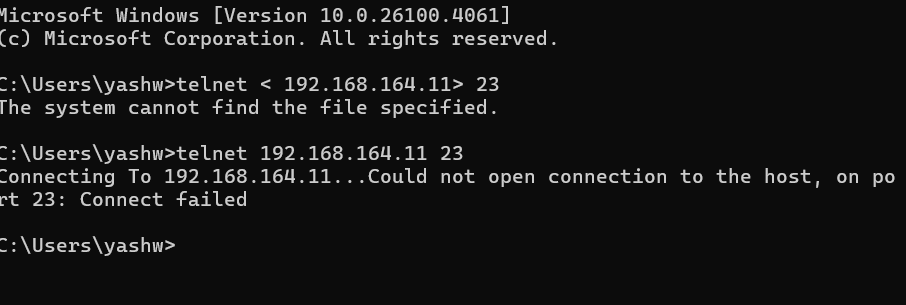 Microsoft Windows [Version 10.0.26100.4061]
(c) Microsoft Corporation. All rights reserved.
C:\Users\yashw>telnet < 192.168.164.11> 23
The system cannot find the file specified.
C:\Users\yashw>telnet 192.168.164.11 23
Connecting To 192.168.164.11...Could not open connection to the host, on po
rt 23: Connect failed
C:\Users\yashw>